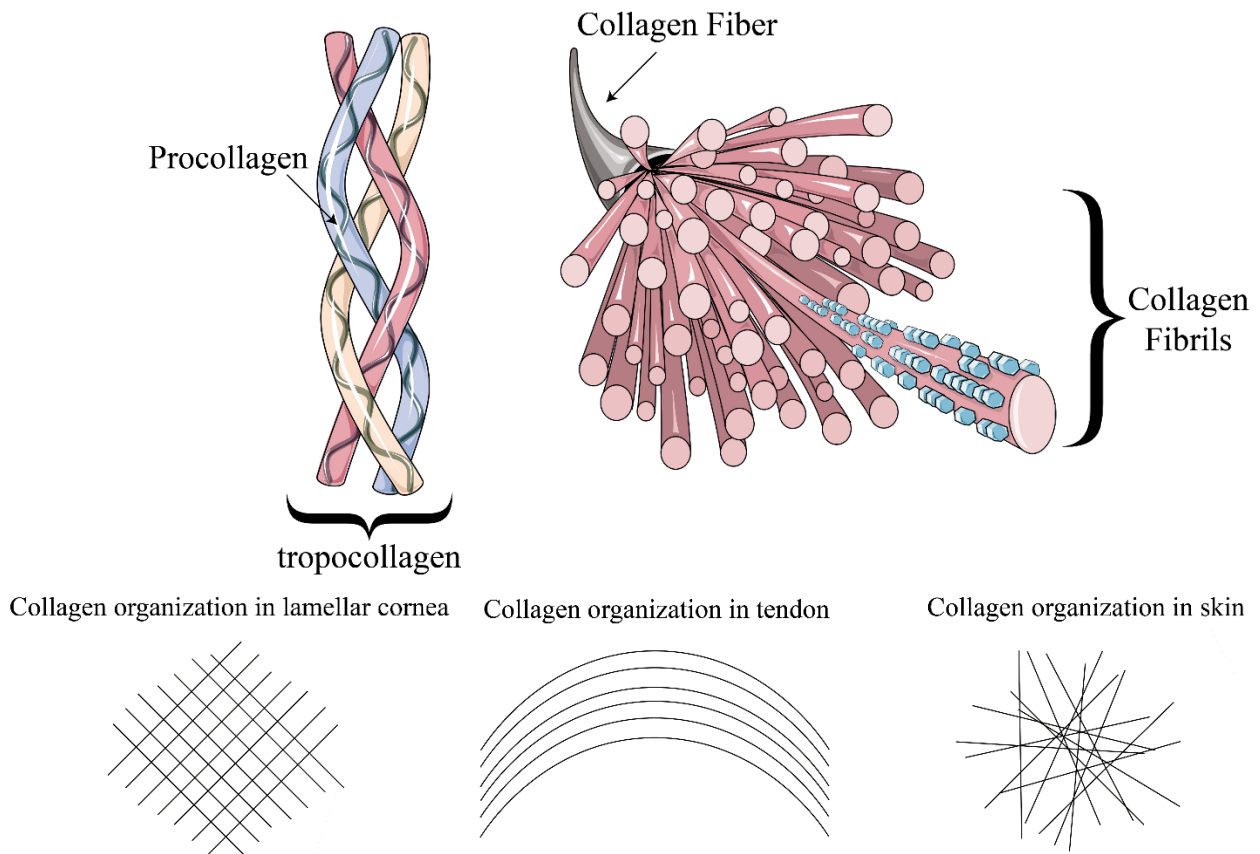 Collagen Fiber
Procollagen
Collagen
Fibrils
tropocollagen
Collagen organization in lamellar cornea
Collagen organization in tendon
Collagen organization in skin